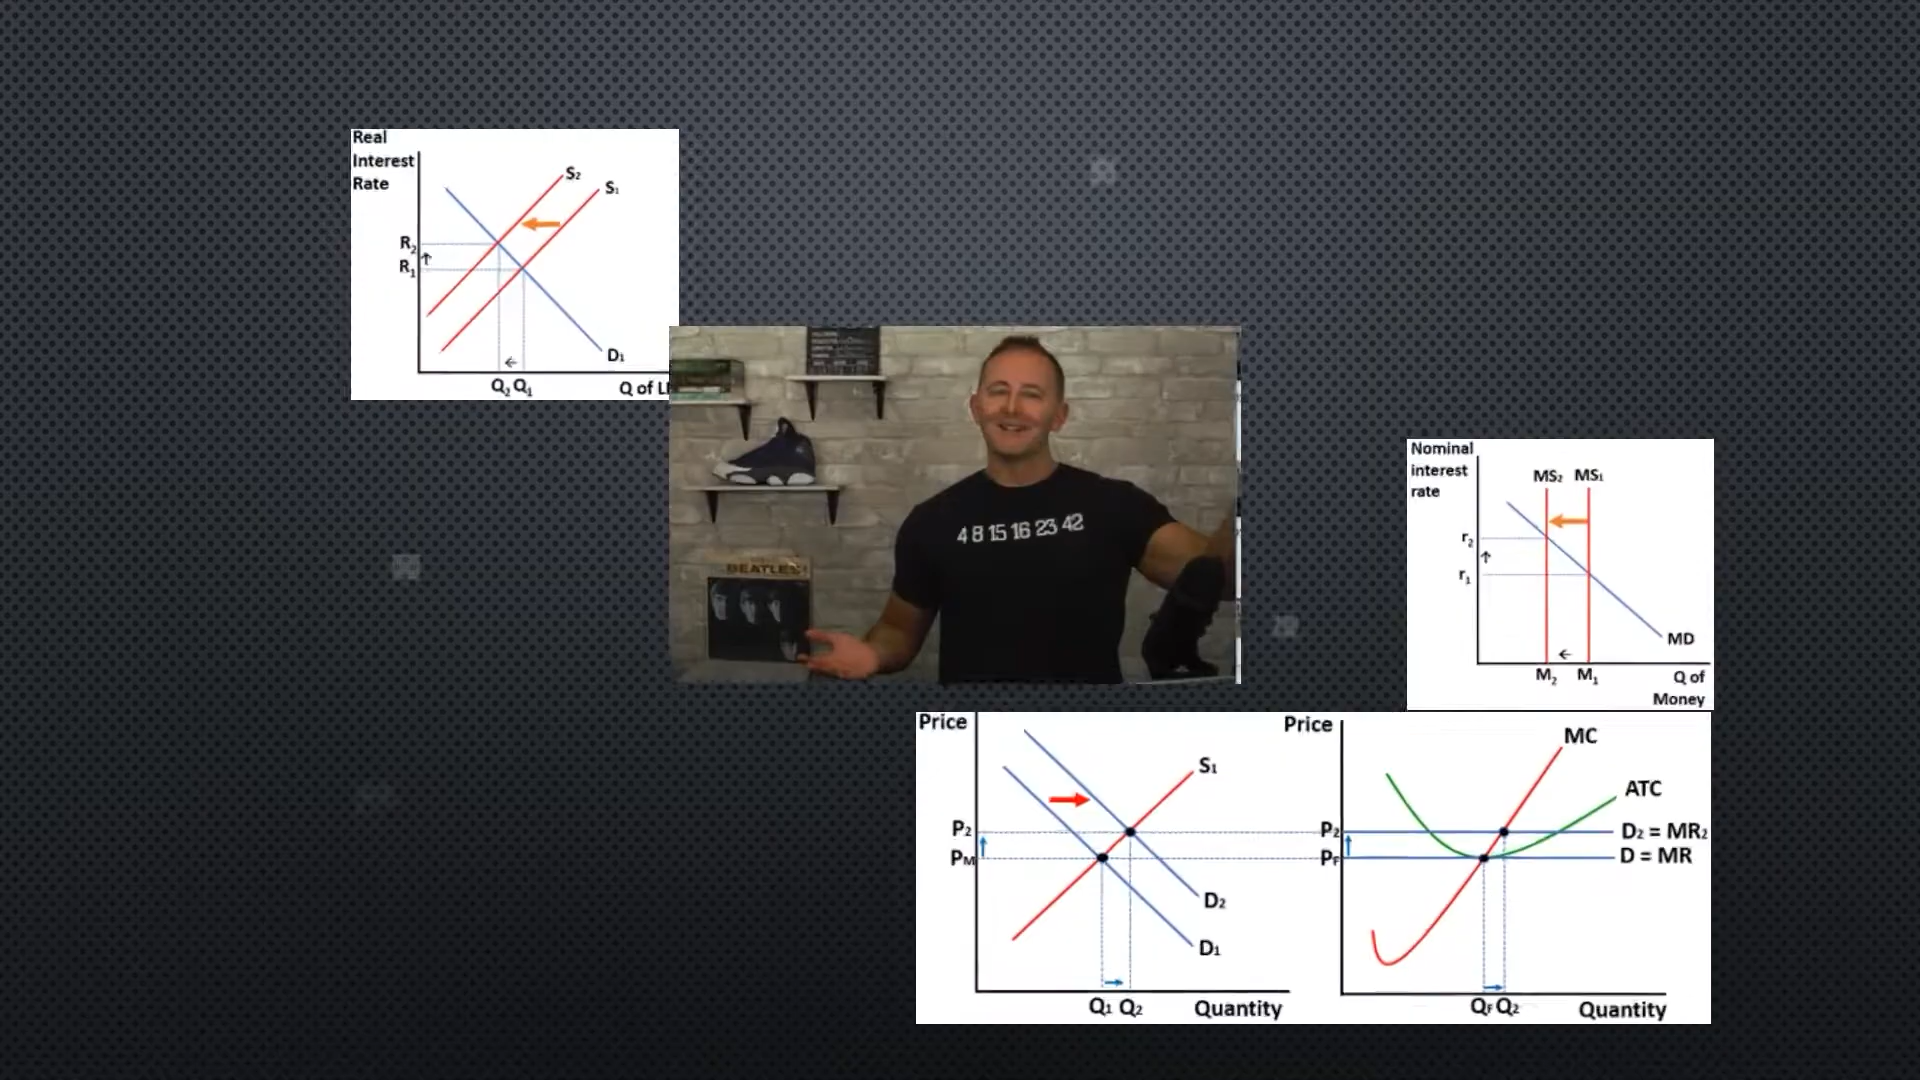 Real
Interest
Rate
S₂
S₁
R₂
R₁
D₁
Q₂ Q₁
Q of
BEATLES!
4 8 15 16 23 42
Nominal
interest
rate
MS₂ MS₁
r₂
r₁
MD
M₂ M₁
Q of
Money
Price
S₁
P₂
PM
D₂
D₁
Q₁ Q₂
Quantity
Price
MC
ATC
P₂
D₂ = MR₂
PF
D = MR
QF Q₂
Quantity